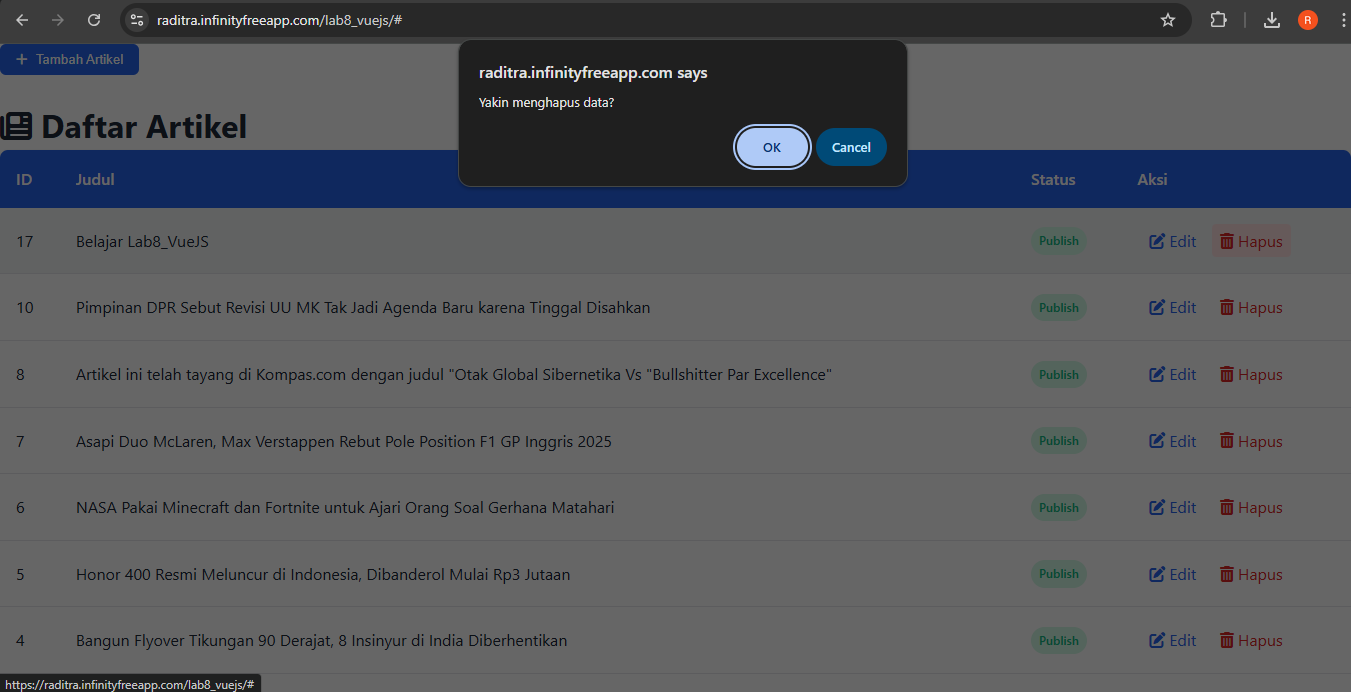 raditra.infinityfreeapp.com/lab8_vuejs/#
R
+ Tambah Artikel
raditra.infinityfreeapp.com says
Yakin menghapus data?
OK Cancel
Daftar Artikel
ID Judul Status Aksi
17 Belajar Lab8_VueJS Publish Edit Hapus
10 Pimpinan DPR Sebut Revisi UU MK Tak Jadi Agenda Baru karena Tinggal Disahkan Publish Edit Hapus
8 Artikel ini telah tayang di Kompas.com dengan judul "Otak Global Sibernetika Vs "Bullshitter Par Excellence" Publish Edit Hapus
7 Asapi Duo McLaren, Max Verstappen Rebut Pole Position F1 GP Inggris 2025 Publish Edit Hapus
6 NASA Pakai Minecraft dan Fortnite untuk Ajari Orang Soal Gerhana Matahari Publish Edit Hapus
5 Honor 400 Resmi Meluncur di Indonesia, Dibanderol Mulai Rp3 Jutaan Publish Edit Hapus
4 Bangun Flyover Tikungan 90 Derajat, 8 Insinyur di India Diberhentikan Publish Edit Hapus
https://raditra.infinityfreeapp.com/lab8_vuejs/#